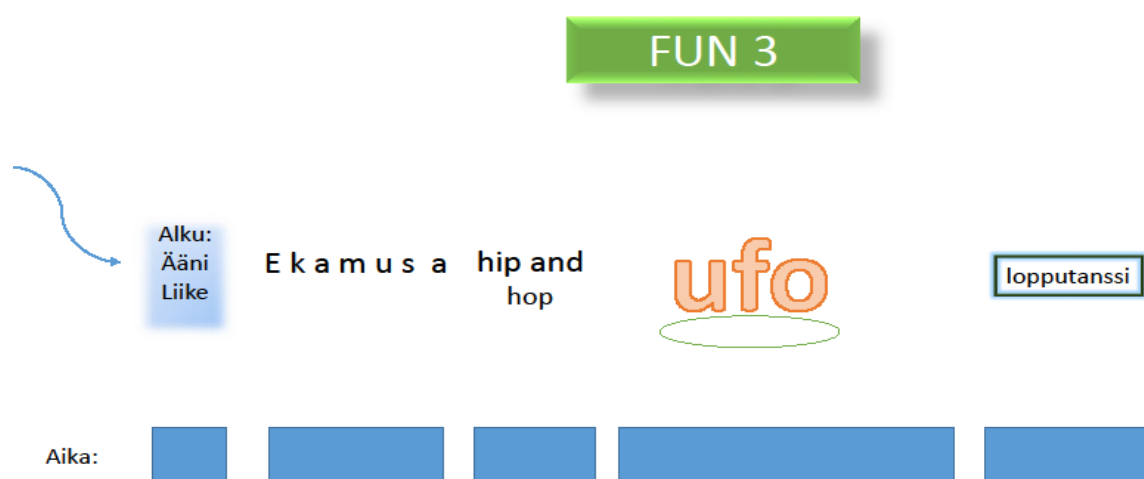 FUN 3
Alku:
Ääni
Liike
E k a m u s a
hip and
hop
ufo
lopputanssi
Aika: